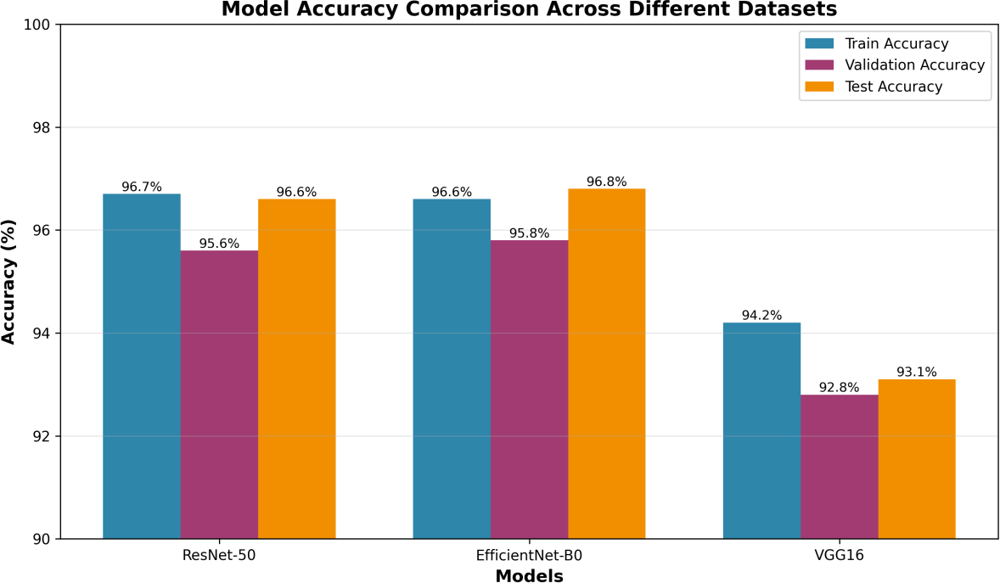 Model Accuracy Comparison Across Different Datasets
100
98
96
94
92
90
Accuracy (%)
Train Accuracy
Validation Accuracy
Test Accuracy
96.7%
95.6%
96.6%
96.6%
95.8%
96.8%
94.2%
92.8%
93.1%
ResNet-50
EfficientNet-B0
VGG16
Models